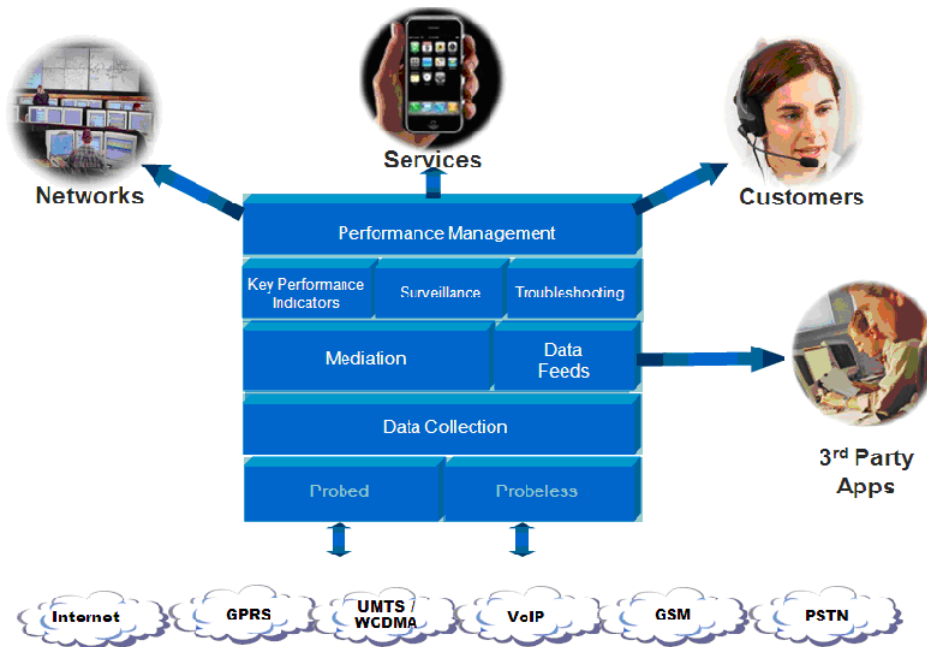 Services
Networks
Customers
Performance Management
Key Performance
Indicators
Surveillance
Troubleshooting
Mediation
Data
Feeds
Data Collection
3rd Party
Apps
Probed
Probeless
Internet
GPRS
UMTS /
WCDMA
VoIP
GSM
PSTN